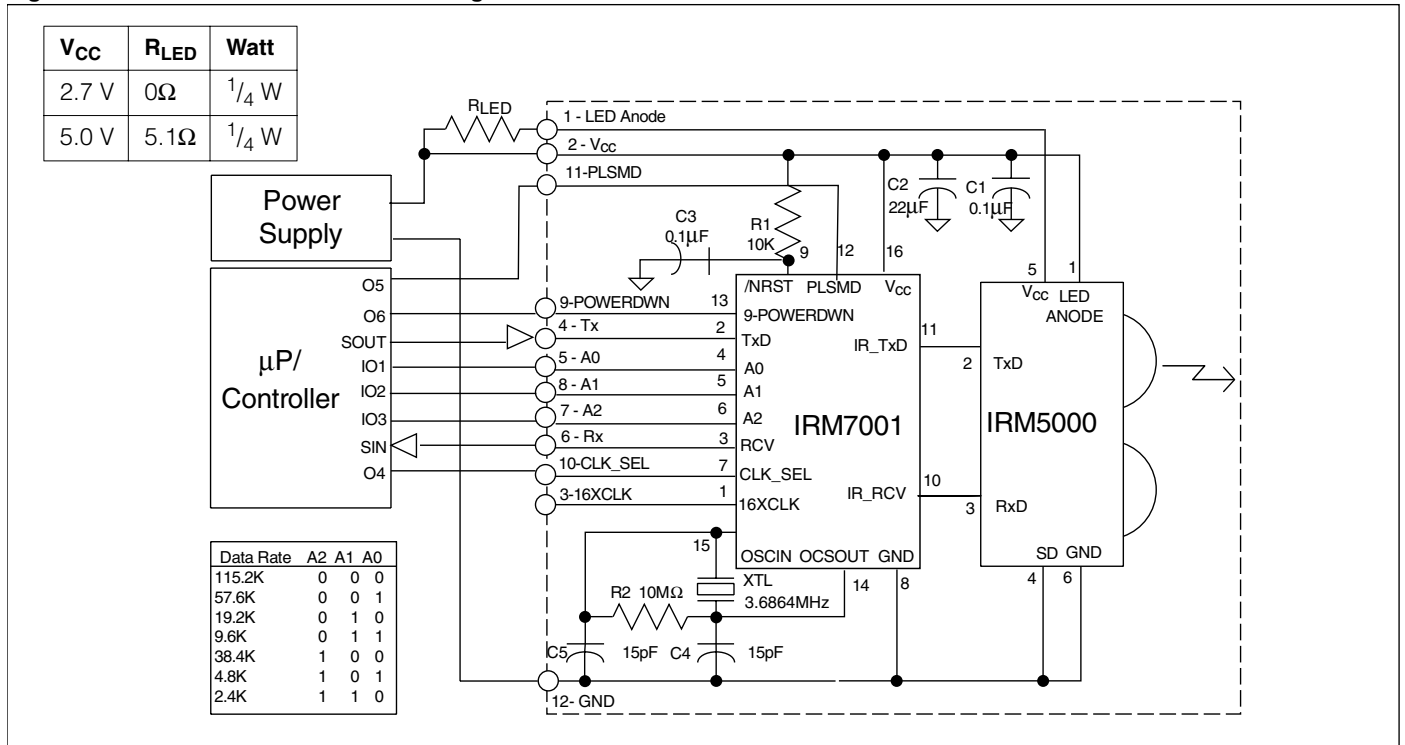 V_CC R_LED Watt
2.7 V 0Ω 1/4 W
5.0 V 5.1Ω 1/4 W
R_LED
1 - LED Anode
2 - V_CC
11-PLSMD
Power
Supply
C2
22µF
C1
0.1µF
C3
0.1µF
R1
10K
9
12
16
5
1
/NRST
PLSMD
V_CC
V_CC LED
ANODE
µP/
Controller
O5
O6
SOUT
IO1
IO2
IO3
SIN
O4
9-POWERDWN
4 - Tx
5 - A0
8 - A1
7 - A2
6 - Rx
10-CLK_SEL
3-16XCLK
13
2
4
5
6
3
7
1
9-POWERDWN
TxD
A0
A1
A2
RCV
CLK_SEL
16XCLK
IRM7001
IR_TxD
11
IR_RCV
10
2
TxD
IRM5000
3
RxD
SD GND
4
6
15
OSCIN OCSOUT GND
14
8
XTL
3.6864MHz
R2 10MΩ
C5
15pF
C4
15pF
12- GND
Data Rate A2 A1 A0
115.2K 0 0 0
57.6K 0 0 1
19.2K 0 1 0
9.6K 0 1 1
38.4K 1 0 0
4.8K 1 0 1
2.4K 1 1 0